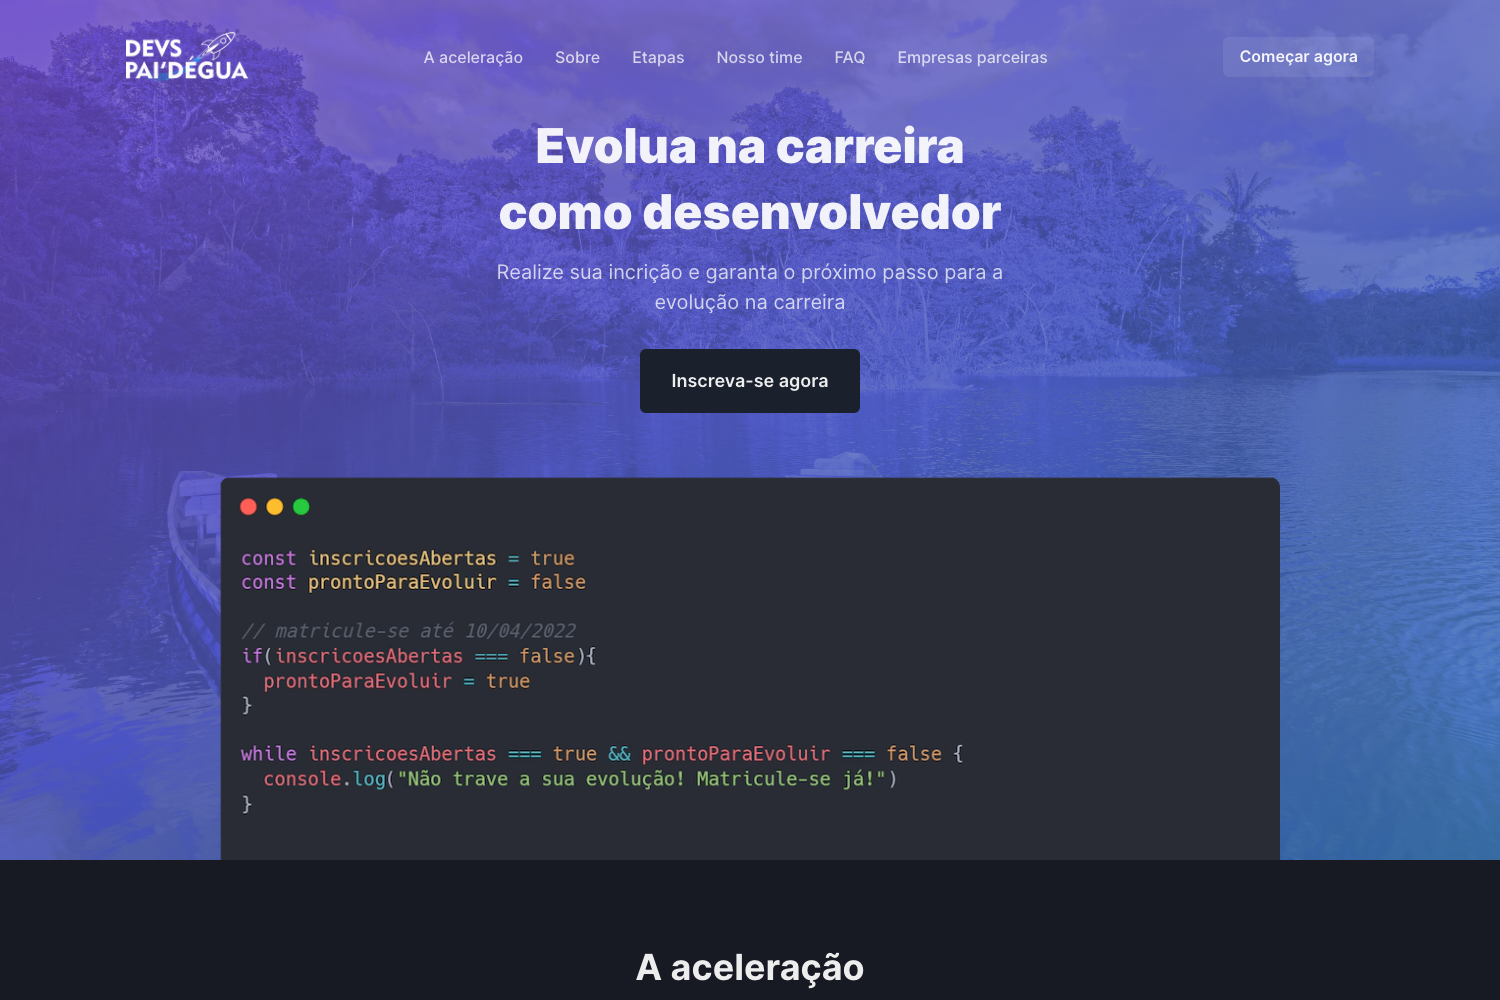 DEVS
PAI'DÉGUA
A aceleração
Sobre
Etapas
Nosso time
FAQ
Empresas parceiras
Começar agora
Evolua na carreira
como desenvolvedor
Realize sua incrição e garanta o próximo passo para a
evolução na carreira
Inscreva-se agora
const inscricoesAbertas = true
const prontoParaEvoluir = false
// matricule-se até 10/04/2022
if(inscricoesAbertas === false){
  prontoParaEvoluir = true
}
while inscricoesAbertas === true && prontoParaEvoluir === false {
  console.log("Não trave a sua evolução! Matricule-se já!")
}
A aceleração